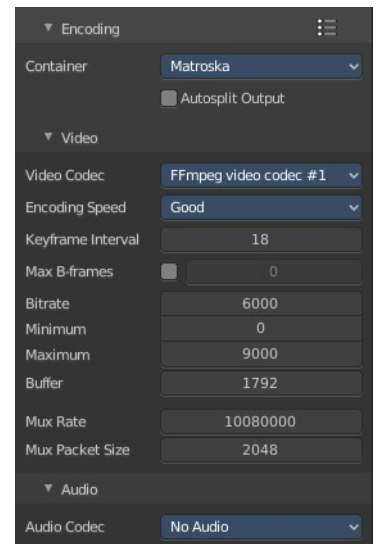 Encoding
Container Matroska
Autosplit Output
Video
Video Codec FFmpeg video codec #1
Encoding Speed Good
Keyframe Interval 18
Max B-frames 0
Bitrate 6000
Minimum 0
Maximum 9000
Buffer 1792
Mux Rate 10080000
Mux Packet Size 2048
Audio
Audio Codec No Audio